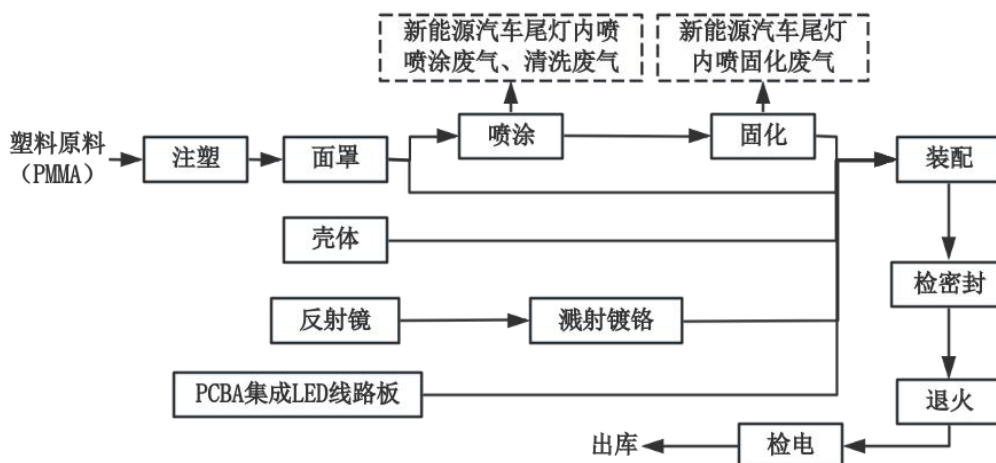 新能源汽车尾灯内喷
喷涂废气、清洗废气
新能源汽车尾灯
内喷固化废气
塑料原料
（PMMA）
注塑
面罩
喷涂
固化
装配
壳体
检密封
反射镜
溅射镀铬
PCBA集成LED线路板
退火
出库
检电